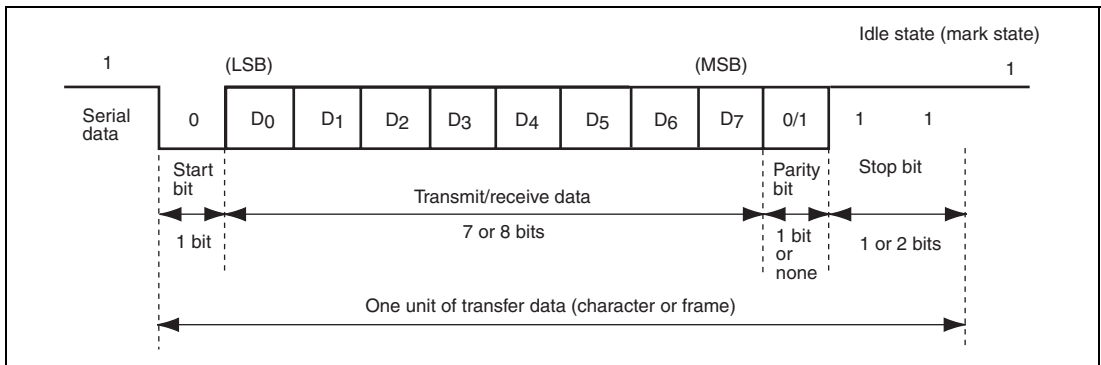 Idle state (mark state)
1 (LSB) (MSB) 1
Serial data
0 D0 D1 D2 D3 D4 D5 D6 D7 0/1 1 1
Start bit
Parity bit
Stop bit
Transmit/receive data
1 bit
7 or 8 bits
1 bit or none
1 or 2 bits
One unit of transfer data (character or frame)